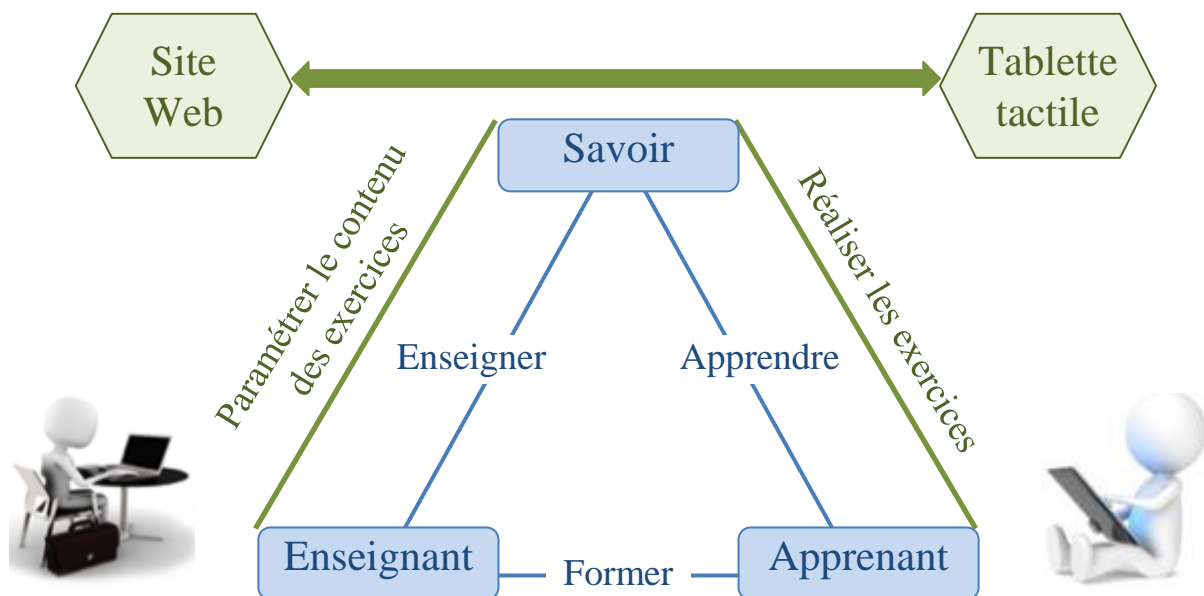 Site
Web
Tablette
tactile
Savoir
Paramétrer le contenu
des exercices
Réaliser les exercices
Enseigner
Apprendre
Enseignant
Former
Apprenant